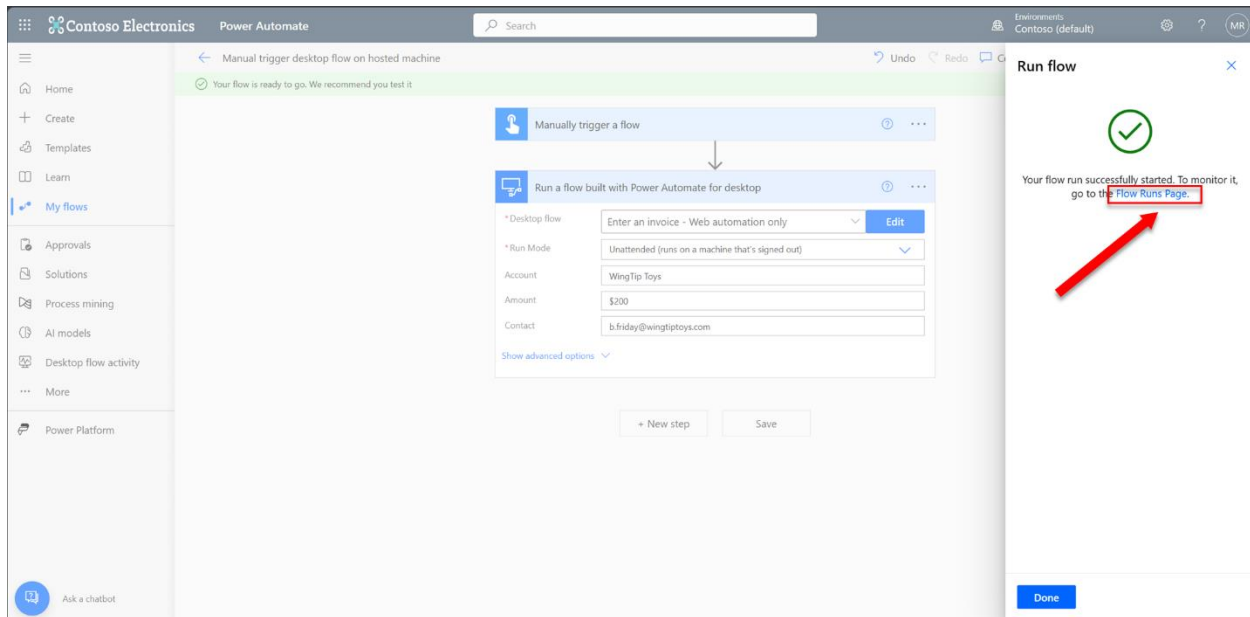 Contoso Electronics Power Automate Search Environments
Contoso (default) ? MR
Manual trigger desktop flow on hosted machine Undo Redo
Your flow is ready to go. We recommend you test it
Home
+ Create
Templates
Learn
My flows
Approvals
Solutions
Process mining
AI models
Desktop flow activity
More
Power Platform
Ask a chatbot
Manually trigger a flow
Run a flow built with Power Automate for desktop
*Desktop flow Enter an invoice - Web automation only Edit
*Run Mode Unattended (runs on a machine that's signed out)
Account WingTip Toys
Amount $200
Contact b.friday@wingtiptoys.com
Show advanced options
+ New step Save
Run flow
Your flow run successfully started. To monitor it,
go to the Flow Runs Page.
Done